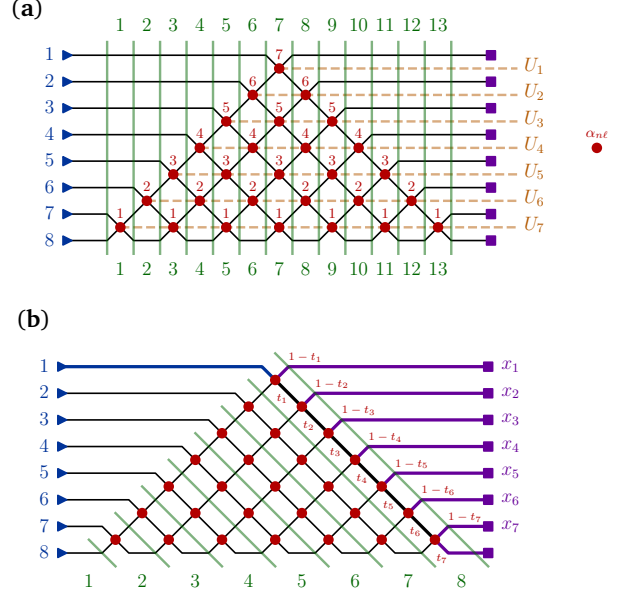 (a)
1 2 3 4 5 6 7 8 9 10 11 12 13
1 7
U₁
2 6 6
U₂
3 5 5 5
U₃
4 4 4 4 4
αₙℓ
U₄
5 3 3 3 3 3
U₅
6 2 2 2 2 2 2
U₆
7 1 1 1 1 1 1 1
U₇
8
1 2 3 4 5 6 7 8 9 10 11 12 13
(b)
1 1 − t₁ x₁
2 t₁ 1 − t₂ x₂
3 t₂ 1 − t₃ x₃
4 t₃ 1 − t₄ x₄
5 t₄ 1 − t₅ x₅
6 t₅ 1 − t₆ x₆
7 t₆ 1 − t₇ x₇
8 t₇
1 2 3 4 5 6 7 8